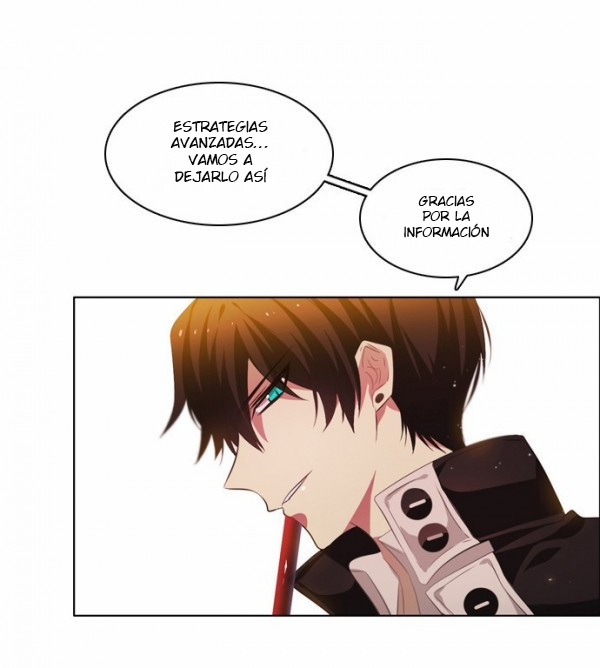 ESTRATEGIAS
AVANZADAS...
VAMOS A
DEJARLO ASÍ
GRACIAS
POR LA
INFORMACIÓN